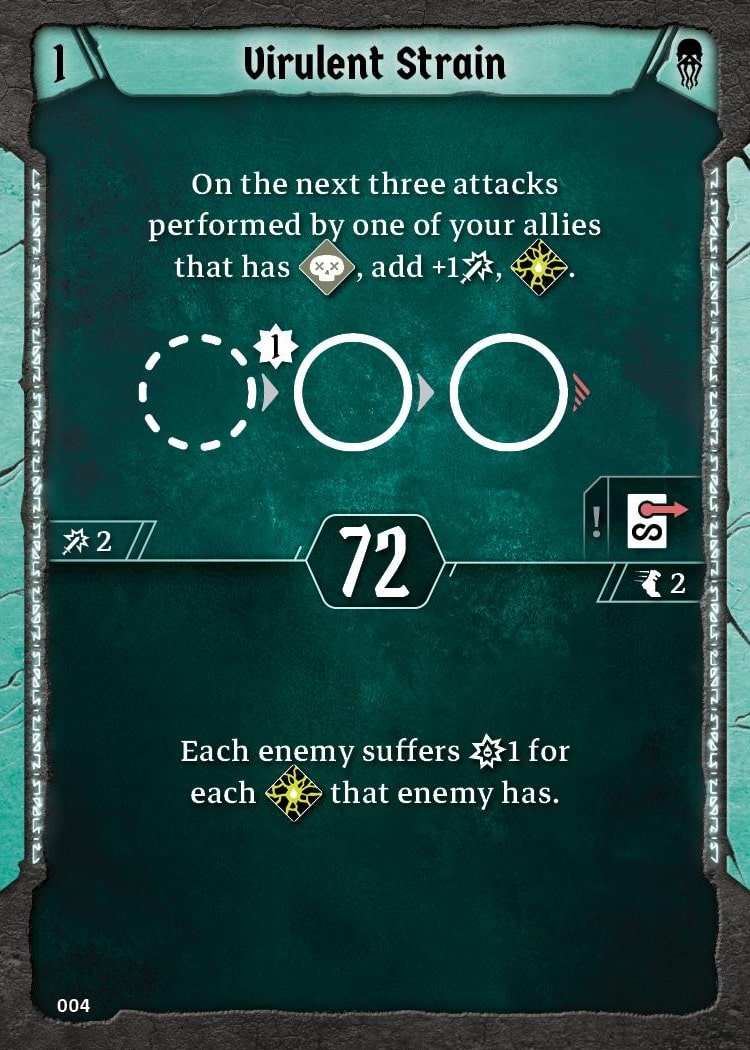 1
Virulent Strain
On the next three attacks
performed by one of your allies
that has , add +1 , .
1
2
72
!
2
Each enemy suffers 1 for
each that enemy has.
004